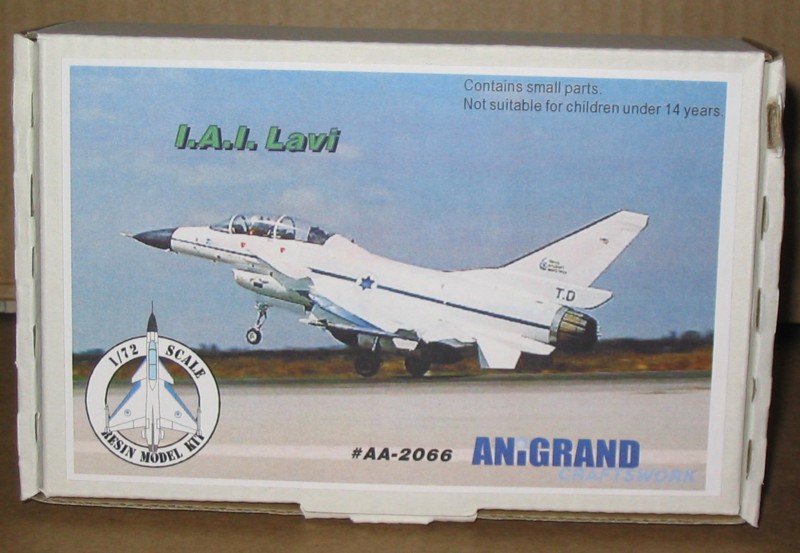 Contains small parts.
Not suitable for children under 14 years.
I.A.I. Lavi
T.D
1/72 SCALE
RESIN MODEL KIT
#AA-2066
ANiGRAND
CRAFTSWORK